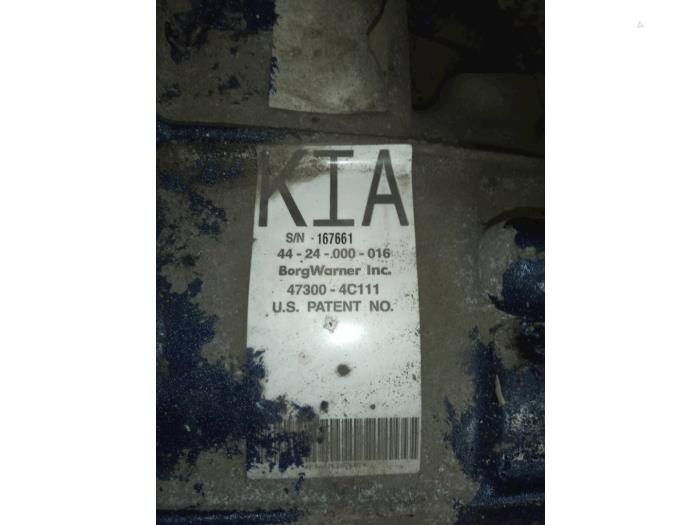 KIA
S/N · 167661
44 - 24 -.000 - 016
BorgWarner Inc.
47300 - 4C111
U.S. PATENT NO.